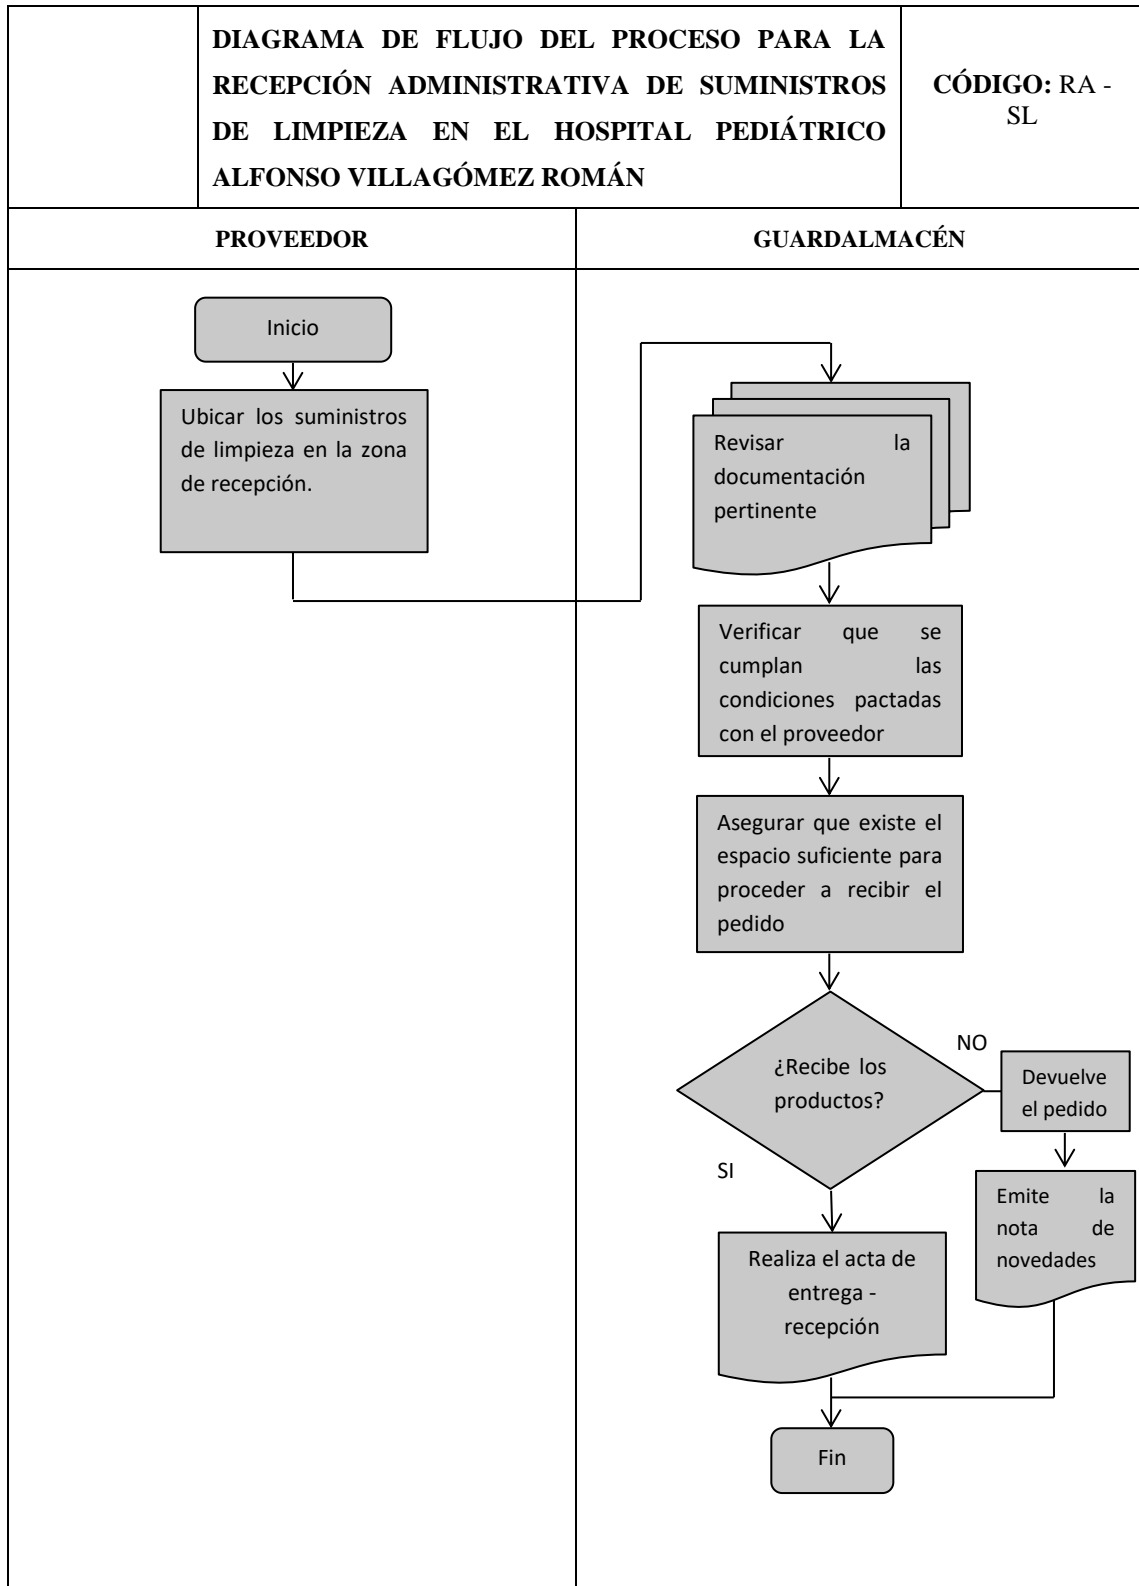 DIAGRAMA DE FLUJO DEL PROCESO PARA LA
RECEPCIÓN ADMINISTRATIVA DE SUMINISTROS
DE LIMPIEZA EN EL HOSPITAL PEDIÁTRICO
ALFONSO VILLAGÓMEZ ROMÁN
CÓDIGO: RA -
SL
PROVEEDOR
GUARDALMACÉN
Inicio
Ubicar los suministros
de limpieza en la zona
de recepción.
Revisar la
documentación
pertinente
Verificar que se
cumplan las
condiciones pactadas
con el proveedor
Asegurar que existe el
espacio suficiente para
proceder a recibir el
pedido
¿Recibe los
productos?
NO
Devuelve
el pedido
SI
Emite la
nota de
novedades
Realiza el acta de
entrega -
recepción
Fin